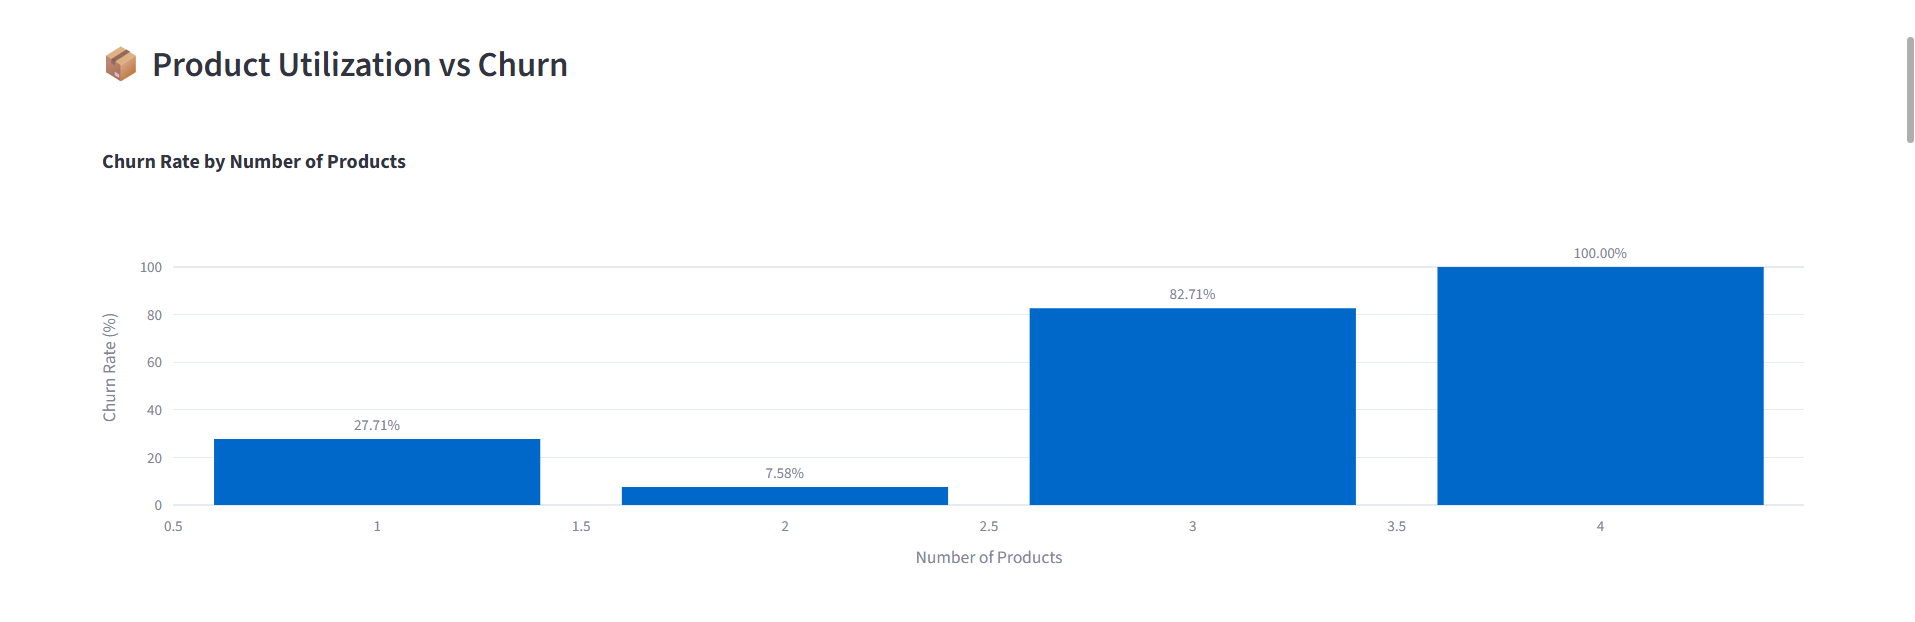 📦 Product Utilization vs Churn
Churn Rate by Number of Products
100.00%
100
82.71%
80
60
40
27.71%
20
7.58%
0
Churn Rate (%)
0.5 1 1.5 2 2.5 3 3.5 4
Number of Products